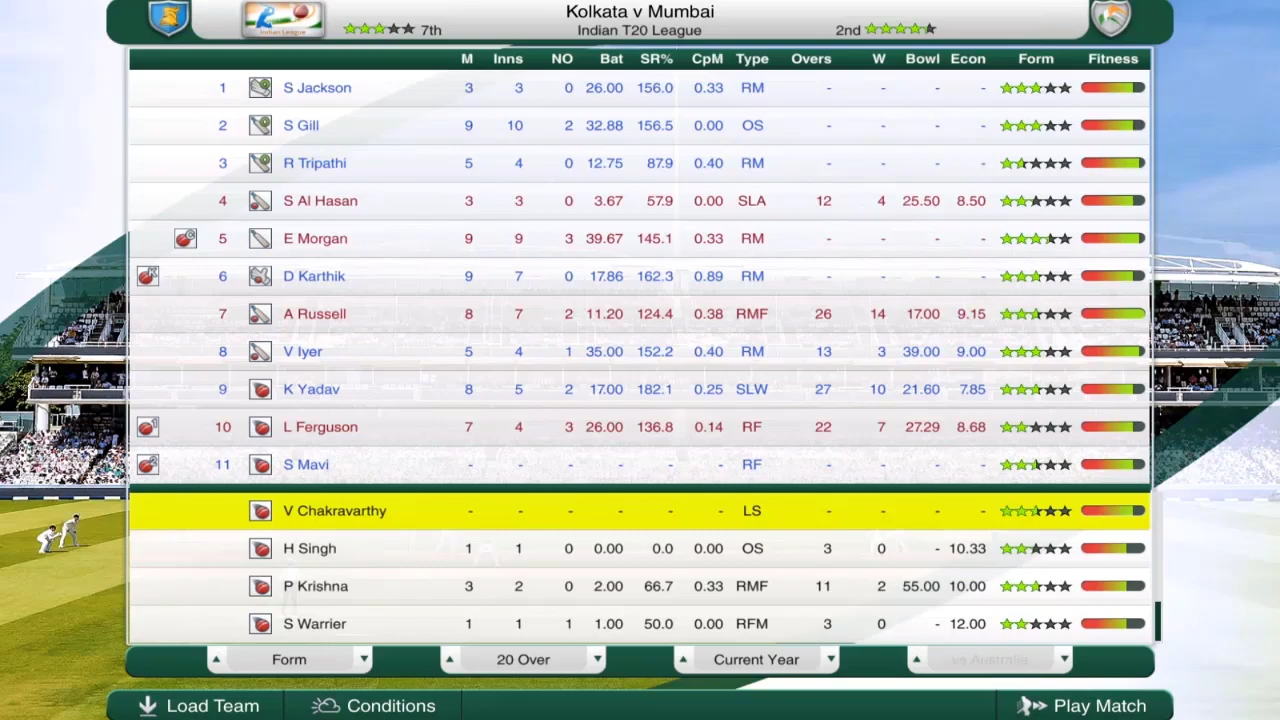 Kolkata v Mumbai
7th Indian T20 League 2nd
M Inns NO Bat SR% CpM Type Overs W Bowl Econ Form Fitness
1 S Jackson 3 3 0 26.00 156.0 0.33 RM - - - -
2 S Gill 9 10 2 32.88 156.5 0.00 OS - - - -
3 R Tripathi 5 4 0 12.75 87.9 0.40 RM - - - -
4 S Al Hasan 3 3 0 3.67 57.9 0.00 SLA 12 4 25.50 8.50
5 E Morgan 9 9 3 39.67 145.1 0.33 RM - - - -
6 D Karthik 9 7 0 17.86 162.3 0.89 RM - - - -
7 A Russell 8 7 2 11.20 124.4 0.38 RMF 26 14 17.00 9.15
8 V Iyer 5 4 1 35.00 152.2 0.40 RM 13 3 39.00 9.00
9 K Yadav 8 5 2 17.00 182.1 0.25 SLW 27 10 21.60 7.85
10 L Ferguson 7 4 3 26.00 136.8 0.14 RF 22 7 27.29 8.68
11 S Mavi - - - - - - RF - - - -
V Chakravarthy - - - - - - LS - - - -
H Singh 1 1 0 0.00 0.0 0.00 OS 3 0 - 10.33
P Krishna 3 2 0 2.00 66.7 0.33 RMF 11 2 55.00 10.00
S Warrier 1 1 1 1.00 50.0 0.00 RFM 3 0 - 12.00
Form 20 Over Current Year vs Australia
Load Team Conditions Play Match